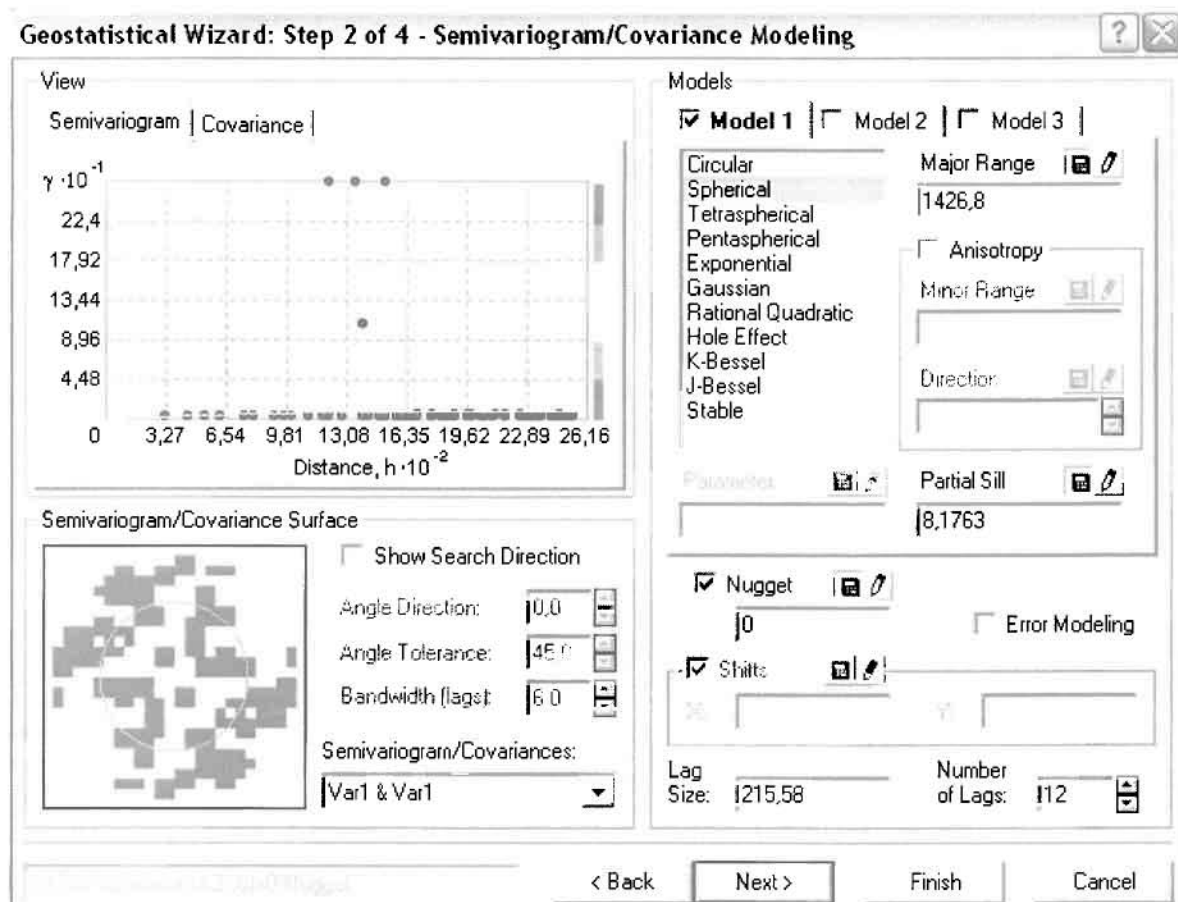 Geostatistical Wizard: Step 2 of 4 - Semivariogram/Covariance Modeling
View
Semivariogram
Covariance
γ·10⁻¹
22,4
17,92
13,44
8,96
4,48
0
3,27
6,54
9,81
13,08
16,35
19,62
22,89
26,16
Distance, h·10⁻²
Models
Model 1
Model 2
Model 3
Circular
Spherical
Tetraspherical
Pentaspherical
Exponential
Gaussian
Rational Quadratic
Hole Effect
K-Bessel
J-Bessel
Stable
Major Range
1426,8
Anisotropy
Minor Range
Direction
Parameter
Partial Sill
8,1763
Nugget
0
Error Modeling
Shifts
X:
Y:
Lag Size:
215,58
Number of Lags:
12
Semivariogram/Covariance Surface
Show Search Direction
Angle Direction:
0,0
Angle Tolerance:
45,0
Bandwidth (lags):
6,0
Semivariogram/Covariances:
Var1 & Var1
< Back
Next >
Finish
Cancel